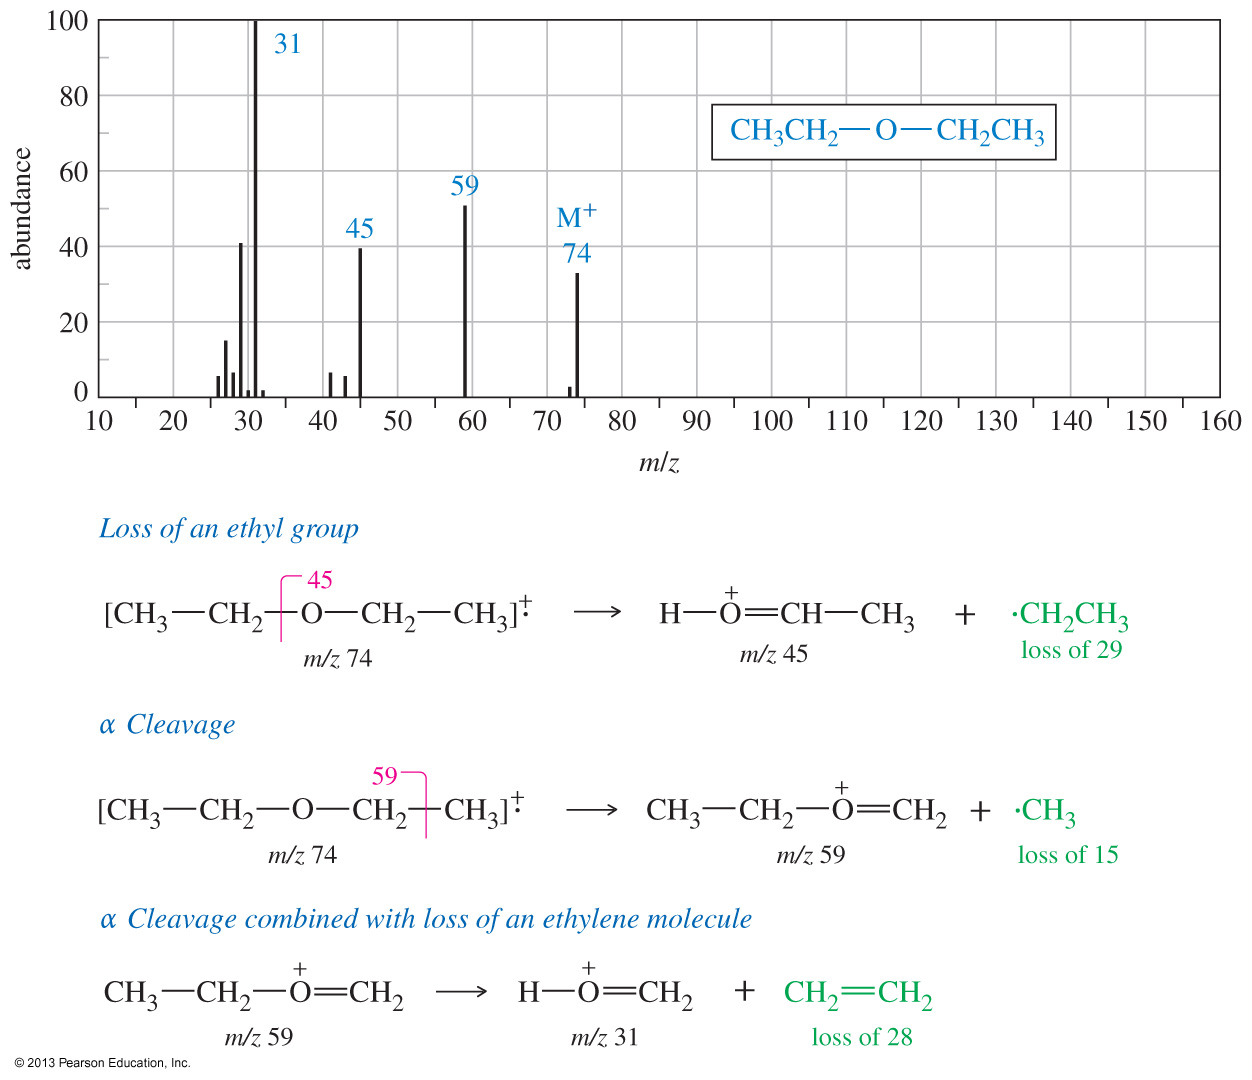 100
31
80
CH₃CH₂—O—CH₂CH₃
60
59
M⁺
45
74
abundance
40
20
0
10 20 30 40 50 60 70 80 90 100 110 120 130 140 150 160
m/z
Loss of an ethyl group
45
[CH₃—CH₂—O—CH₂—CH₃]⁺· → H—O⁺=CH—CH₃ + ·CH₂CH₃
m/z 74 m/z 45 loss of 29
α Cleavage
59
[CH₃—CH₂—O—CH₂—CH₃]⁺· → CH₃—CH₂—O⁺=CH₂ + ·CH₃
m/z 74 m/z 59 loss of 15
α Cleavage combined with loss of an ethylene molecule
CH₃—CH₂—O⁺=CH₂ → H—O⁺=CH₂ + CH₂=CH₂
m/z 59 m/z 31 loss of 28
© 2013 Pearson Education, Inc.